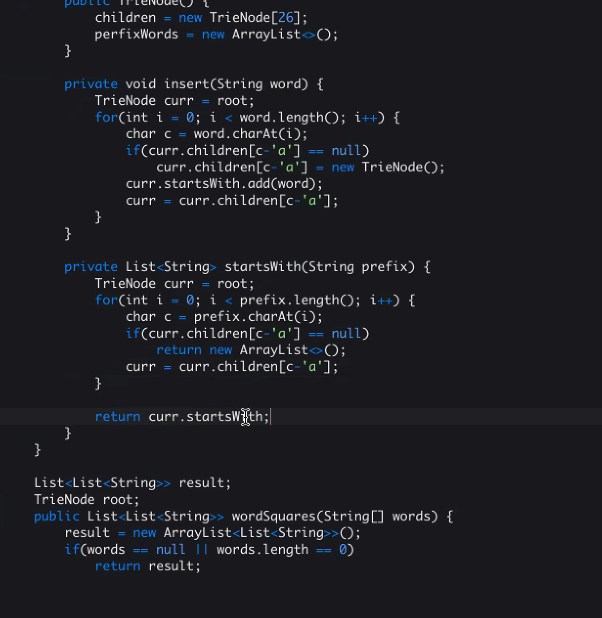 public TrieNode() {
children = new TrieNode[26];
perfixWords = new ArrayList<>();
}
private void insert(String word) {
TrieNode curr = root;
for(int i = 0; i < word.length(); i++) {
char c = word.charAt(i);
if(curr.children[c-'a'] == null)
curr.children[c-'a'] = new TrieNode();
curr.startsWith.add(word);
curr = curr.children[c-'a'];
}
}
private List<String> startsWith(String prefix) {
TrieNode curr = root;
for(int i = 0; i < prefix.length(); i++) {
char c = prefix.charAt(i);
if(curr.children[c-'a'] == null)
return new ArrayList<>();
curr = curr.children[c-'a'];
}
return curr.startsWith;
}
}
List<List<String>> result;
TrieNode root;
public List<List<String>> wordSquares(String[] words) {
result = new ArrayList<List<String>>();
if(words == null || words.length == 0)
return result;